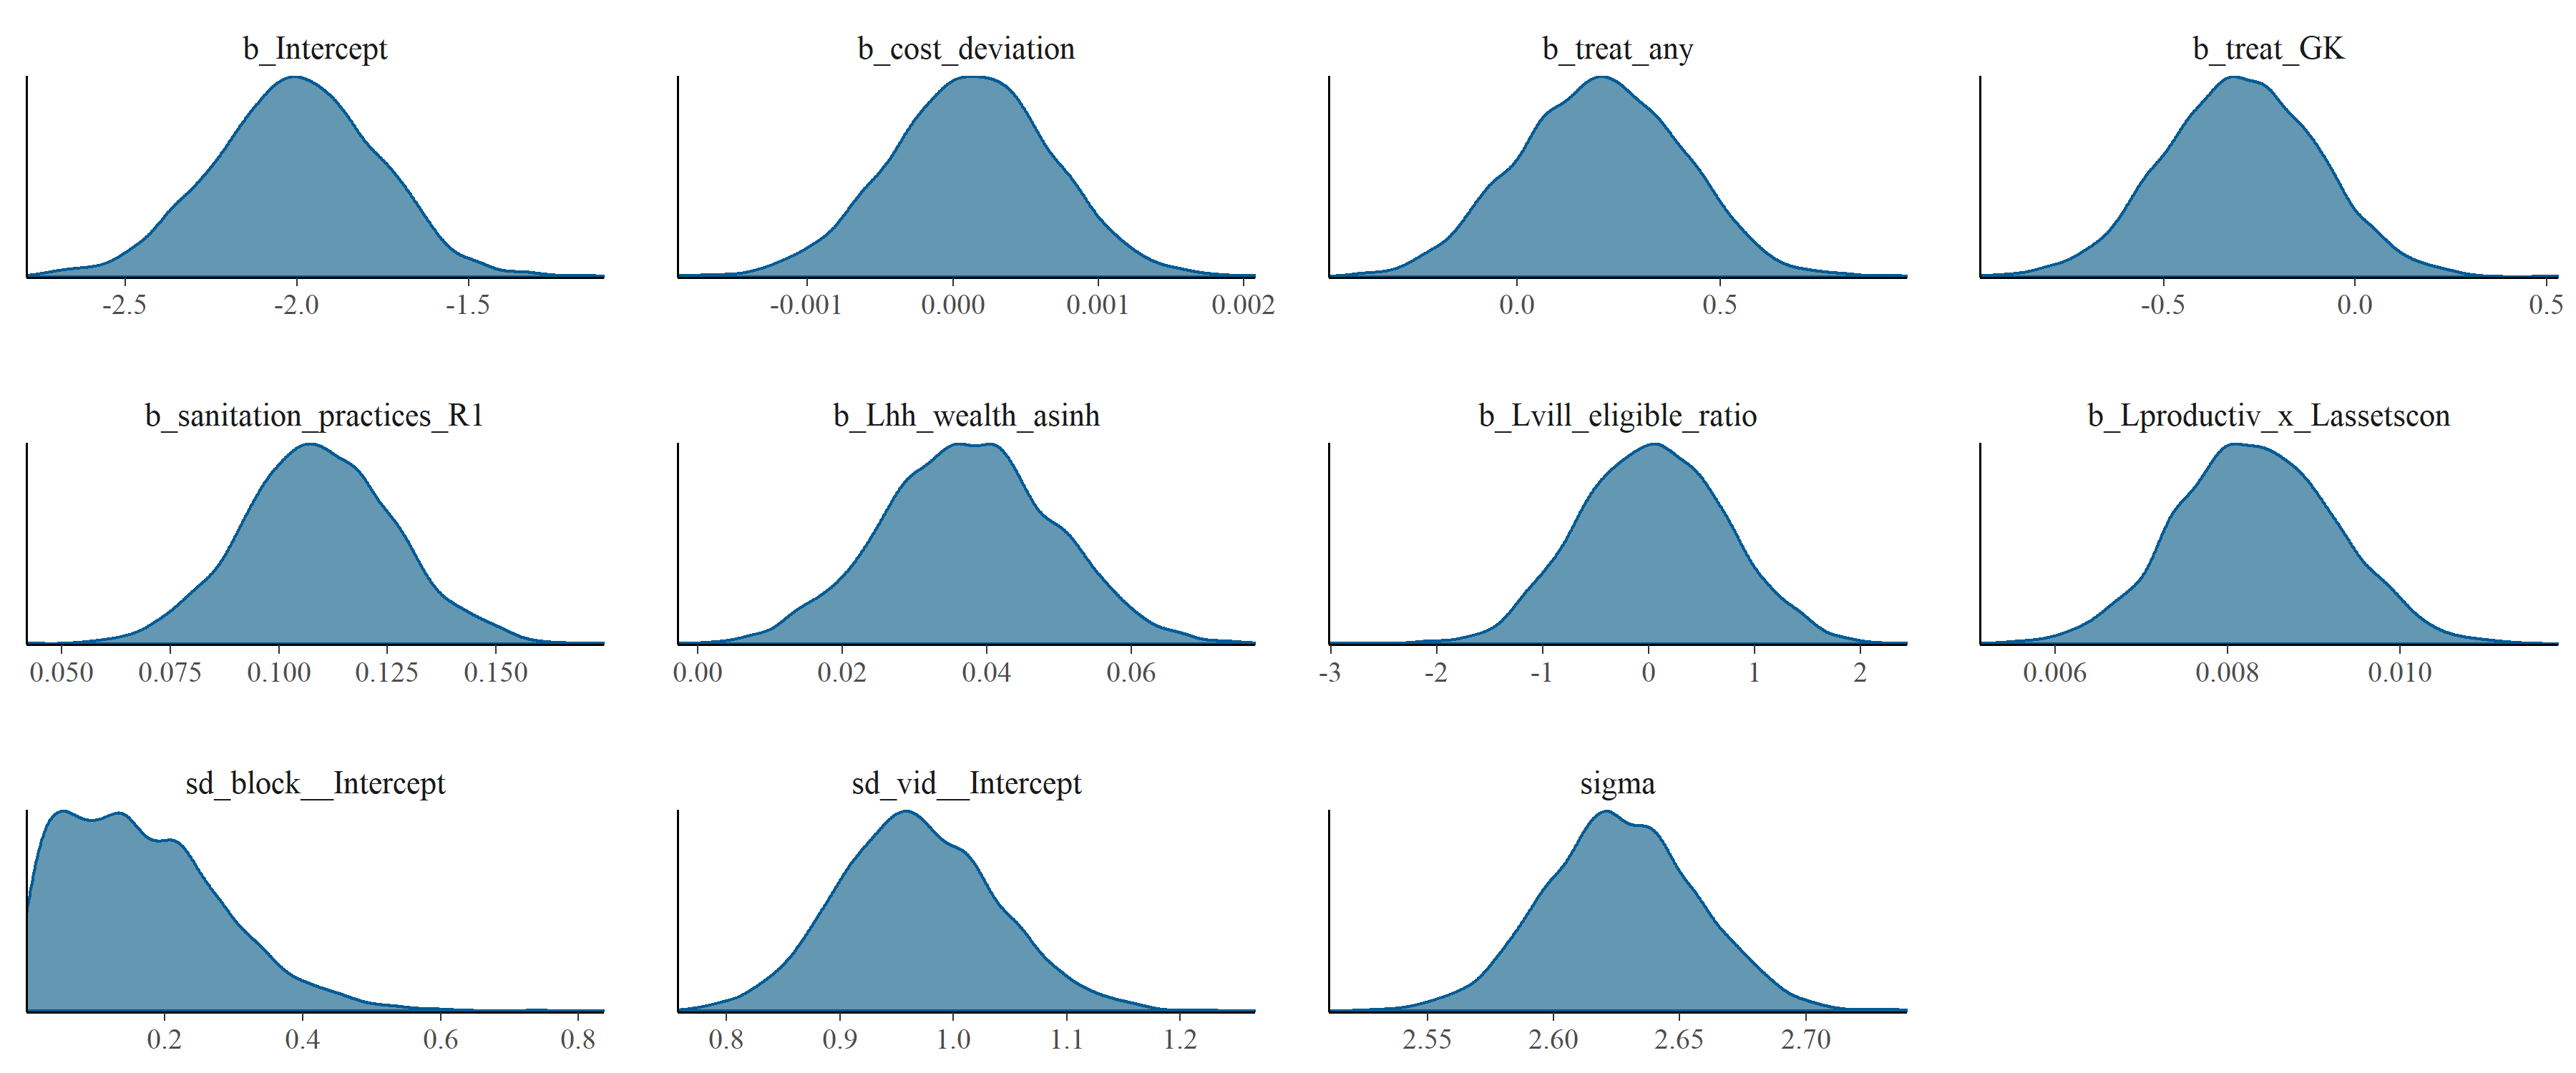 b_Intercept b_cost_deviation b_treat_any b_treat_GK
-2.5 -2.0 -1.5 -0.001 0.000 0.001 0.002 0.0 0.5 -0.5 0.0 0.5
b_sanitation_practices_R1 b_Lhh_wealth_asinh b_Lvill_eligible_ratio b_Lproductiv_x_Lassetscon
0.050 0.075 0.100 0.125 0.150 0.00 0.02 0.04 0.06 -3 -2 -1 0 1 2 0.006 0.008 0.010
sd_block__Intercept sd_vid__Intercept sigma
0.2 0.4 0.6 0.8 0.8 0.9 1.0 1.1 1.2 2.55 2.60 2.65 2.70